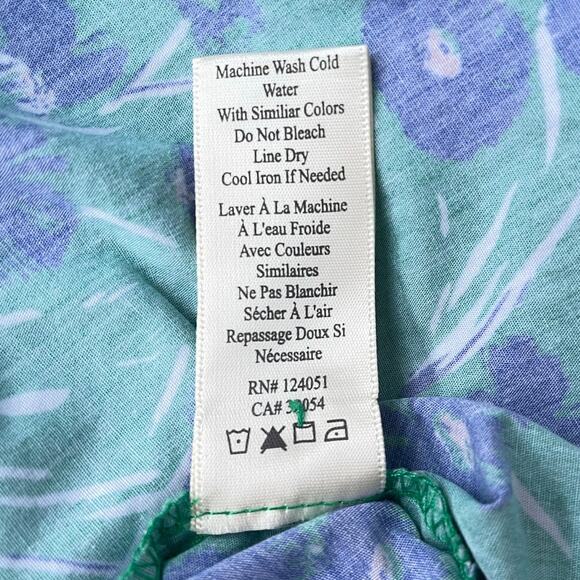 Machine Wash Cold
Water
With Similiar Colors
Do Not Bleach
Line Dry
Cool Iron If Needed
Laver À La Machine
À L'eau Froide
Avec Couleurs
Similaires
Ne Pas Blanchir
Sécher À L'air
Repassage Doux Si
Nécessaire
RN# 124051
CA#